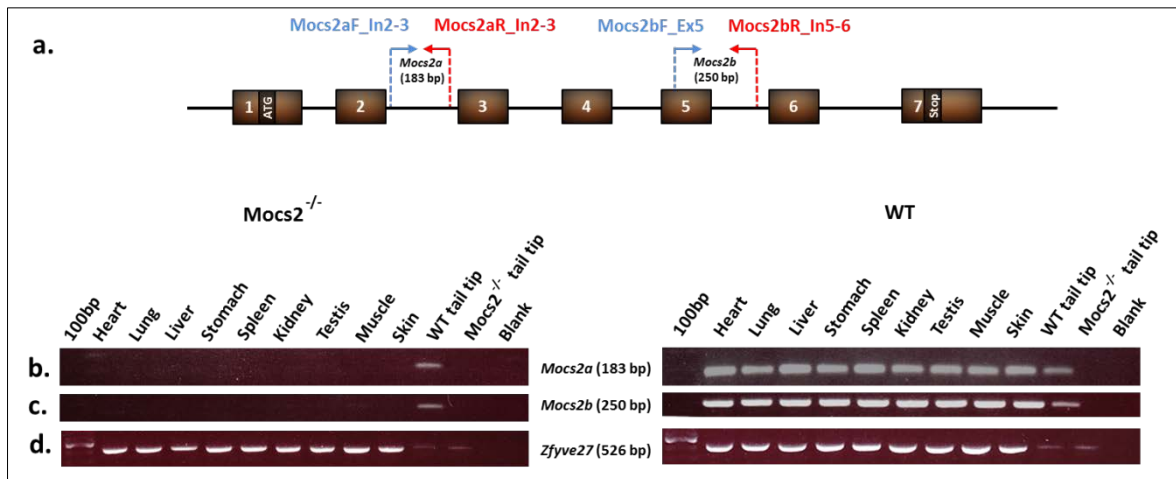 a.
Mocs2aF_In2-3 Mocs2aR_In2-3 Mocs2bF_Ex5 Mocs2bR_In5-6
Mocs2a
(183 bp)
Mocs2b
(250 bp)
1 ATG 2 3 4 5 6 7 Stop
Mocs2 -/-
WT
100bp Heart Lung Liver Stomach Spleen Kidney Testis Muscle Skin WT tail tip Mocs2 -/- tail tip Blank
100bp Heart Lung Liver Stomach Spleen Kidney Testis Muscle Skin WT tail tip Mocs2 -/- tail tip Blank
b. Mocs2a (183 bp)
c. Mocs2b (250 bp)
d. Zfyve27 (526 bp)